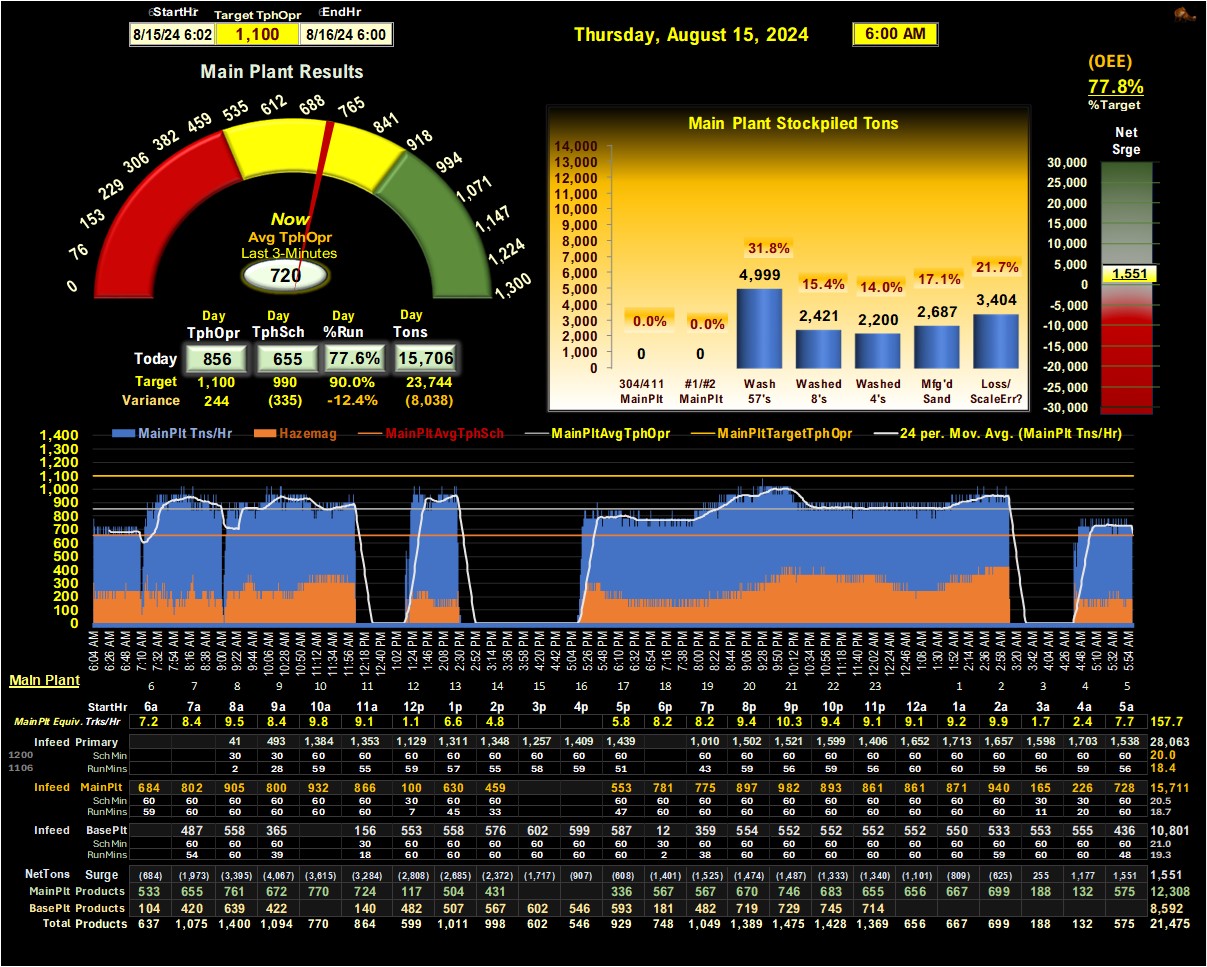 StartHr Target TphOpr EndHr
8/15/24 6:02 1,100 8/16/24 6:00
Thursday, August 15, 2024 6:00 AM
(OEE)
77.8%
%Target
Main Plant Results
0 76 153 229 306 382 459 535 612 688 765 841 918 994 1,071 1,147 1,224 1,300
Now
Avg TphOpr
Last 3-Minutes
720
Day Day Day Day
TphOpr TphSch %Run Tons
Today 856 655 77.6% 15,706
Target 1,100 990 90.0% 23,744
Variance 244 (335) -12.4% (8,038)
Main Plant Stockpiled Tons
14,000
13,000
12,000
11,000
10,000
9,000
8,000
7,000
6,000
5,000
4,000
3,000
2,000
1,000
0
0.0% 0.0% 31.8% 15.4% 14.0% 17.1% 21.7%
0 0 4,999 2,421 2,200 2,687 3,404
304/411 #1/#2 Wash Washed Washed Mfg'd Loss/
MainPlt MainPlt 57's 8's 4's Sand ScaleErr?
Net
Srge
30,000
25,000
20,000
15,000
10,000
5,000
0
-5,000
-10,000
-15,000
-20,000
-25,000
-30,000
1,551
MainPlt Tns/Hr Hazemag MainPltAvgTphSch MainPltAvgTphOpr MainPltTargetTphOpr 24 per. Mov. Avg. (MainPlt Tns/Hr)
1,400
1,300
1,200
1,100
1,000
900
800
700
600
500
400
300
200
100
0
6:04 AM 6:26 AM 6:48 AM 7:10 AM 7:32 AM 7:54 AM 8:16 AM 8:38 AM 9:00 AM 9:22 AM 9:44 AM 10:06 AM 10:28 AM 10:50 AM 11:12 AM 11:34 AM 11:56 AM 12:18 PM 12:40 PM 1:02 PM 1:24 PM 1:46 PM 2:08 PM 2:30 PM 2:52 PM 3:14 PM 3:36 PM 3:58 PM 4:20 PM 4:42 PM 5:04 PM 5:26 PM 5:48 PM 6:10 PM 6:32 PM 6:54 PM 7:16 PM 7:38 PM 8:00 PM 8:22 PM 8:44 PM 9:06 PM 9:28 PM 9:50 PM 10:12 PM 10:34 PM 10:56 PM 11:18 PM 11:40 PM 12:02 AM 12:24 AM 12:46 AM 1:08 AM 1:30 AM 1:52 AM 2:14 AM 2:36 AM 2:58 AM 3:20 AM 3:42 AM 4:04 AM 4:26 AM 4:48 AM 5:10 AM 5:32 AM 5:54 AM
Main Plant 6 7 8 9 10 11 12 13 14 15 16 17 18 19 20 21 22 23 1 2 3 4 5
StartHr 6a 7a 8a 9a 10a 11a 12p 1p 2p 3p 4p 5p 6p 7p 8p 9p 10p 11p 12a 1a 2a 3a 4a 5a
MainPlt Equiv. Trks/Hr 7.2 8.4 9.5 8.4 9.8 9.1 1.1 6.6 4.8 5.8 8.2 8.2 9.4 10.3 9.4 9.1 9.1 9.2 9.9 1.7 2.4 7.7 157.7
Infeed Primary 41 493 1,384 1,353 1,129 1,311 1,348 1,257 1,409 1,439 1,010 1,502 1,521 1,599 1,406 1,652 1,713 1,657 1,598 1,703 1,538 28,063
1200 SchMin 30 30 60 60 60 60 60 60 60 60 60 60 60 60 60 60 60 60 60 60 60 20.0
1106 RunMins 2 28 59 55 59 57 55 58 59 51 43 59 56 59 56 60 60 59 56 59 56 18.4
Infeed MainPlt 684 802 905 800 932 866 100 630 459 553 781 775 897 982 893 861 861 871 940 165 226 728 15,711
SchMin 60 60 60 60 60 60 60 30 60 60 60 60 60 60 60 60 60 60 60 30 30 60 20.5
RunMins 59 60 60 60 60 60 7 45 33 47 60 60 60 60 60 60 60 60 60 11 20 60 18.7
Infeed BasePlt 487 558 365 156 553 558 576 602 599 587 12 359 554 552 552 552 552 550 533 553 555 436 10,801
SchMin 60 60 60 30 60 60 60 60 60 60 30 60 60 60 60 60 60 60 60 60 60 60 21.0
RunMins 54 60 39 18 60 60 60 60 60 60 2 38 60 60 60 60 60 60 59 60 60 48 19.3
NetTons Surge (684) (1,973) (3,395) (4,067) (3,615) (3,284) (2,808) (2,685) (2,372) (1,717) (907) (608) (1,401) (1,525) (1,474) (1,487) (1,333) (1,340) (1,101) (809) (625) 255 1,177 1,551 1,551
MainPlt Products 533 655 761 672 770 724 117 504 431 336 567 567 670 746 683 655 656 667 699 188 132 575 12,308
BasePlt Products 104 420 639 422 140 482 507 567 602 546 593 181 482 719 729 745 714 8,592
Total Products 637 1,075 1,400 1,094 770 864 599 1,011 998 602 546 929 748 1,049 1,389 1,475 1,428 1,369 656 667 699 188 132 575 21,475